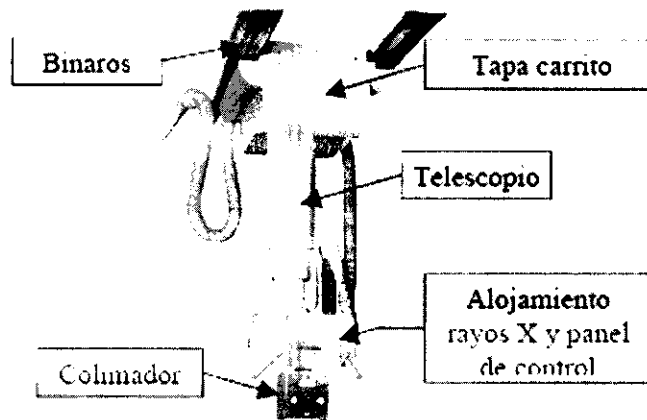 Binaros
Tapa carrito
Telescopio
Alojamiento
rayos X y panel
de control
Colimador